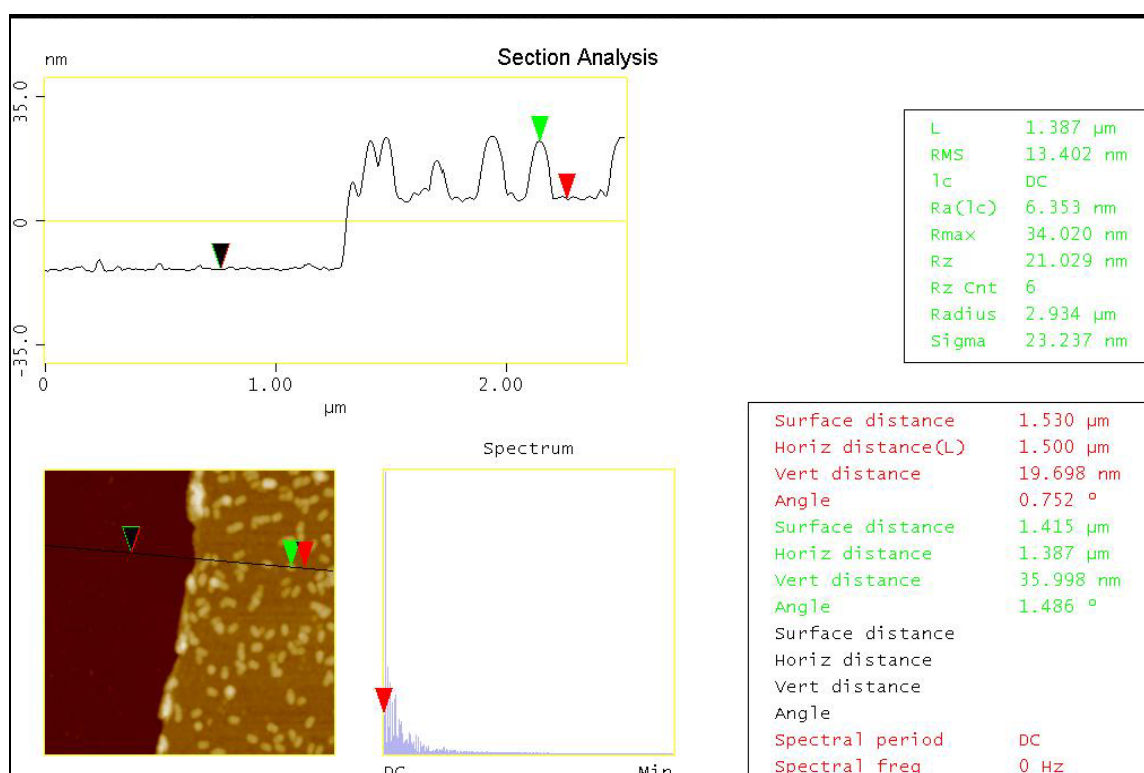 Section Analysis
nm
35.0
0
-35.0
0 1.00 2.00
µm
L 1.387 µm
RMS 13.402 nm
lc DC
Ra(lc) 6.353 nm
Rmax 34.020 nm
Rz 21.029 nm
Rz Cnt 6
Radius 2.934 µm
Sigma 23.237 nm
Spectrum
DC Min
Surface distance 1.530 µm
Horiz distance(L) 1.500 µm
Vert distance 19.698 nm
Angle 0.752 °
Surface distance 1.415 µm
Horiz distance 1.387 µm
Vert distance 35.998 nm
Angle 1.486 °
Surface distance
Horiz distance
Vert distance
Angle
Spectral period DC
Spectral freq 0 Hz